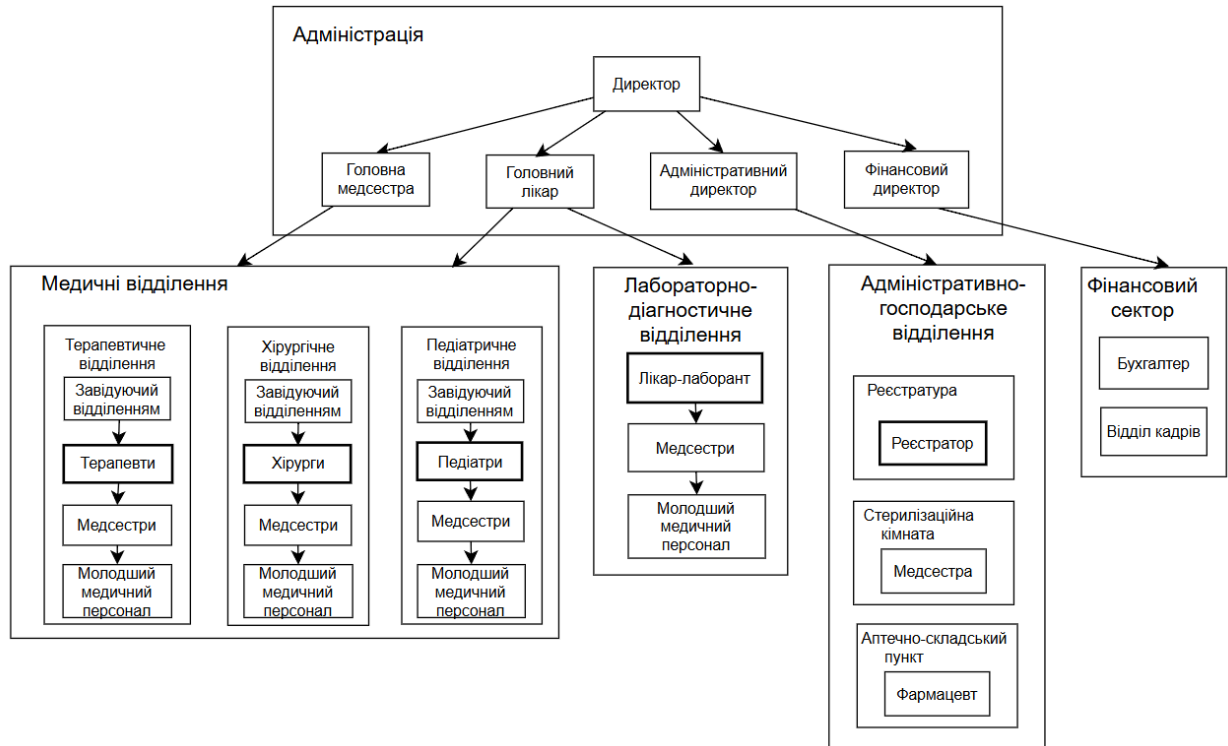 Адміністрація
Директор
Головна
медсестра
Головний
лікар
Адміністративний
директор
Фінансовий
директор
Медичні відділення
Терапевтичне
відділення
Завідуючий
відділенням
Терапевти
Медсестри
Молодший
медичний
персонал
Хірургічне
відділення
Завідуючий
відділенням
Хірурги
Медсестри
Молодший
медичний
персонал
Педіатричне
відділення
Завідуючий
відділенням
Педіатри
Медсестри
Молодший
медичний
персонал
Лабораторно-
діагностичне
відділення
Лікар-лаборант
Медсестри
Молодший
медичний
персонал
Адміністративно-
господарське
відділення
Реєстратура
Реєстратор
Стерилізаційна
кімната
Медсестра
Аптечно-складський
пункт
Фармацевт
Фінансовий
сектор
Бухгалтер
Відділ кадрів